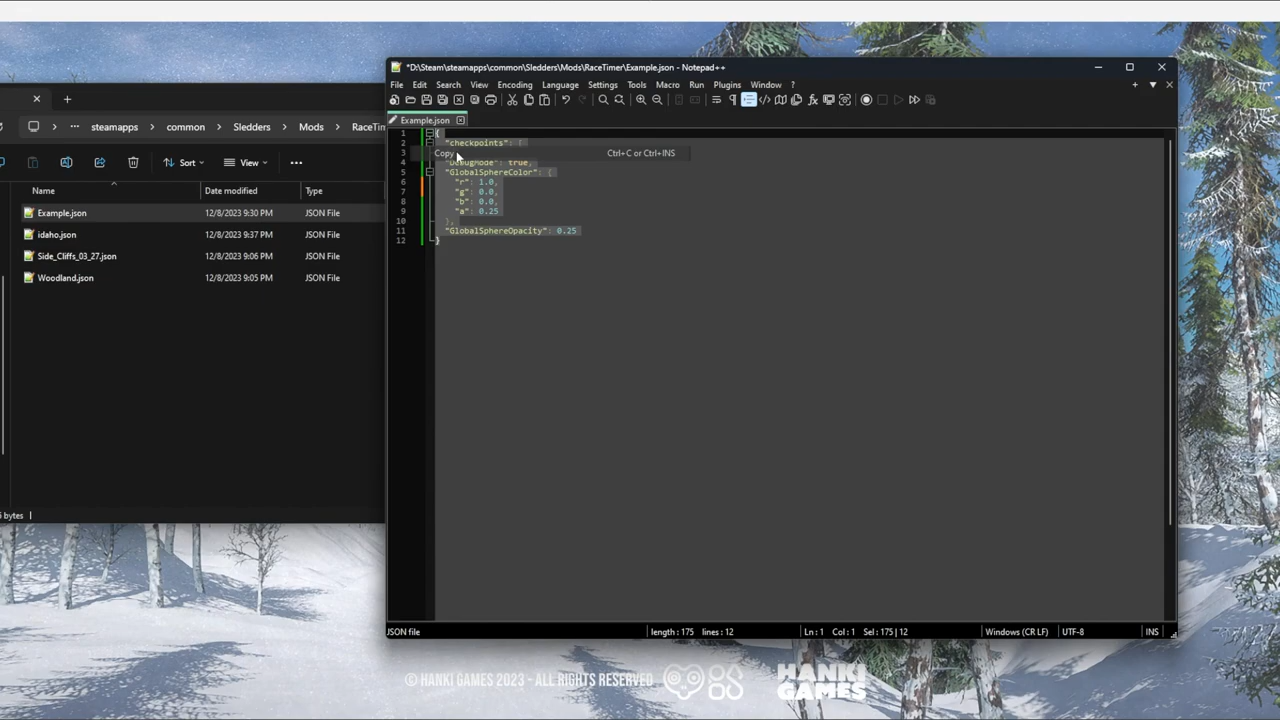 *D:\Steam\steamapps\common\Sledders\Mods\RaceTimer\Example.json - Notepad++
File Edit Search View Encoding Language Settings Tools Macro Run Plugins Window ?
Example.json
steamapps > common > Sledders > Mods > RaceTim
Sort View
Name Date modified Type
Example.json 12/8/2023 9:30 PM JSON File
idaho.json 12/8/2023 9:37 PM JSON File
Side_Cliffs_03_27.json 12/8/2023 9:06 PM JSON File
Woodland.json 12/8/2023 9:05 PM JSON File
bytes
1 {
2 "checkpoints": [
3 Copy Ctrl+C or Ctrl+INS
4 "DebugMode": true,
5 "GlobalSphereColor": {
6 "r": 1.0,
7 "g": 0.0,
8 "b": 0.0,
9 "a": 0.25
10 },
11 "GlobalSphereOpacity": 0.25
12 }
JSON file length : 175 lines : 12 Ln : 1 Col : 1 Sel : 175 | 12 Windows (CR LF) UTF-8 INS
© HANKI GAMES 2023 - ALL RIGHTS RESERVED
HANKI
GAMES